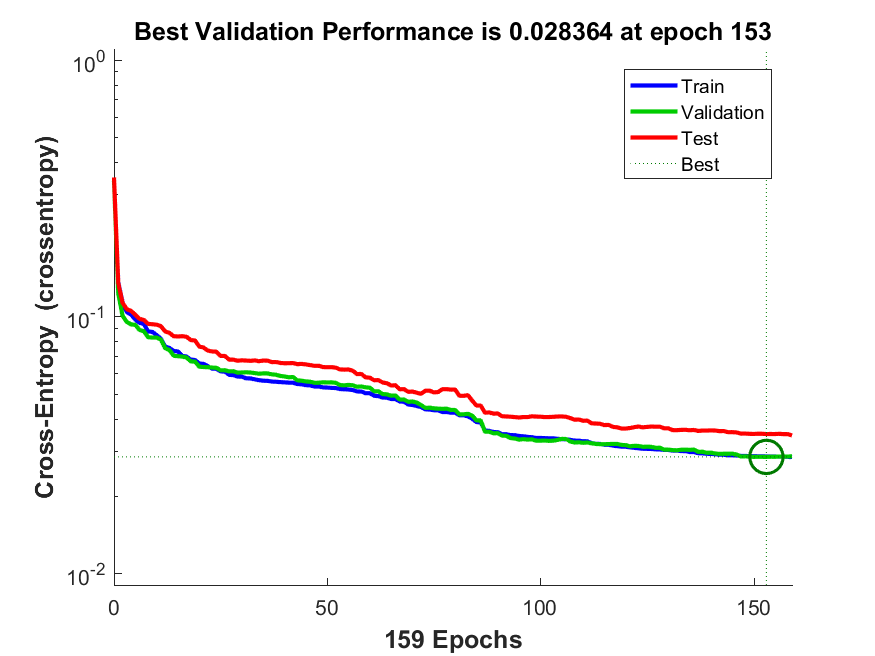 Best Validation Performance is 0.028364 at epoch 153
Cross-Entropy (crossentropy)
10^0
10^-1
10^-2
Train
Validation
Test
Best
0 50 100 150
159 Epochs